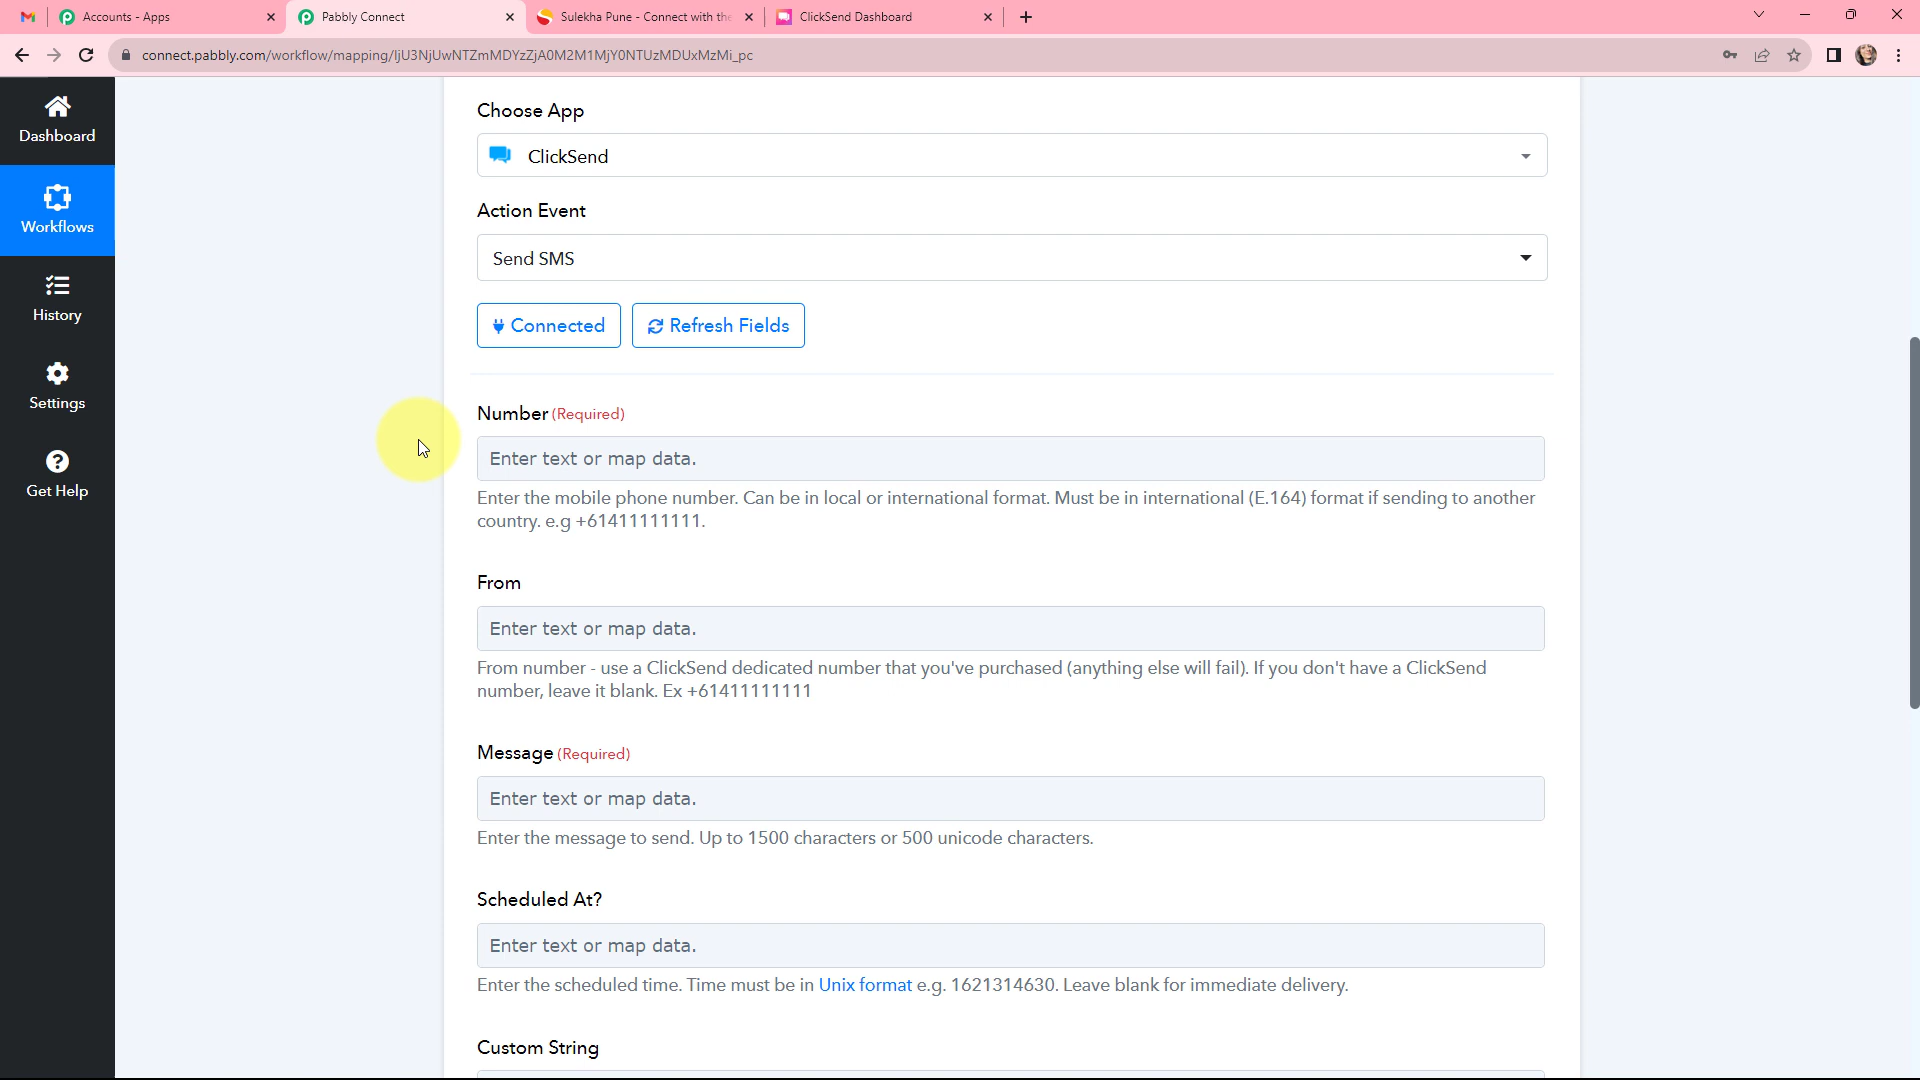 Accounts - Apps
Pabbly Connect
Sulekha Pune - Connect with the
ClickSend Dashboard
connect.pabbly.com/workflow/mapping/IjU3NjUwNTZmMDYzZjA0M2M1MjY0NTUzMDUxMzMi_pc
Dashboard
Workflows
History
Settings
Get Help
Choose App
ClickSend
Action Event
Send SMS
Connected
Refresh Fields
Number (Required)
Enter text or map data.
Enter the mobile phone number. Can be in local or international format. Must be in international (E.164) format if sending to another
country. e.g +61411111111.
From
Enter text or map data.
From number - use a ClickSend dedicated number that you've purchased (anything else will fail). If you don't have a ClickSend
number, leave it blank. Ex +61411111111
Message (Required)
Enter text or map data.
Enter the message to send. Up to 1500 characters or 500 unicode characters.
Scheduled At?
Enter text or map data.
Enter the scheduled time. Time must be in Unix format e.g. 1621314630. Leave blank for immediate delivery.
Custom String